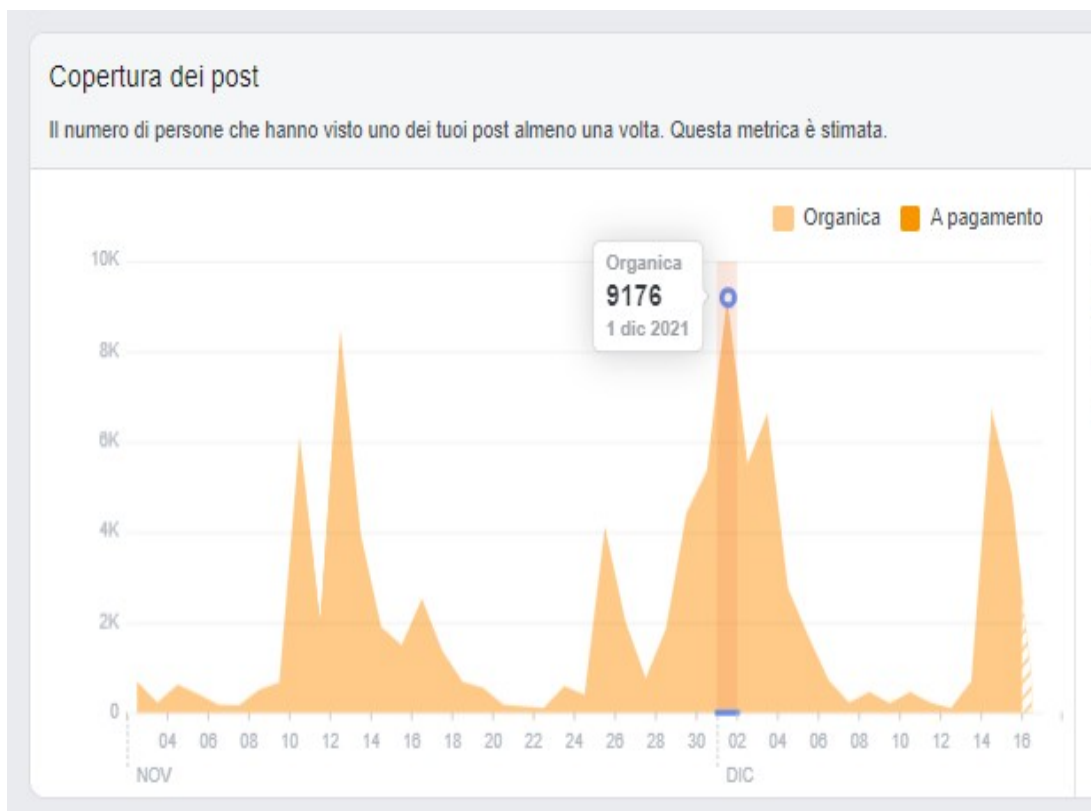 Copertura dei post
Il numero di persone che hanno visto uno dei tuoi post almeno una volta. Questa metrica è stimata.
Organica A pagamento
10K
8K
6K
4K
2K
0
Organica
9176
1 dic 2021
04 06 08 10 12 14 16 18 20 22 24 26 28 30 02 04 06 08 10 12 14 16
NOV DIC